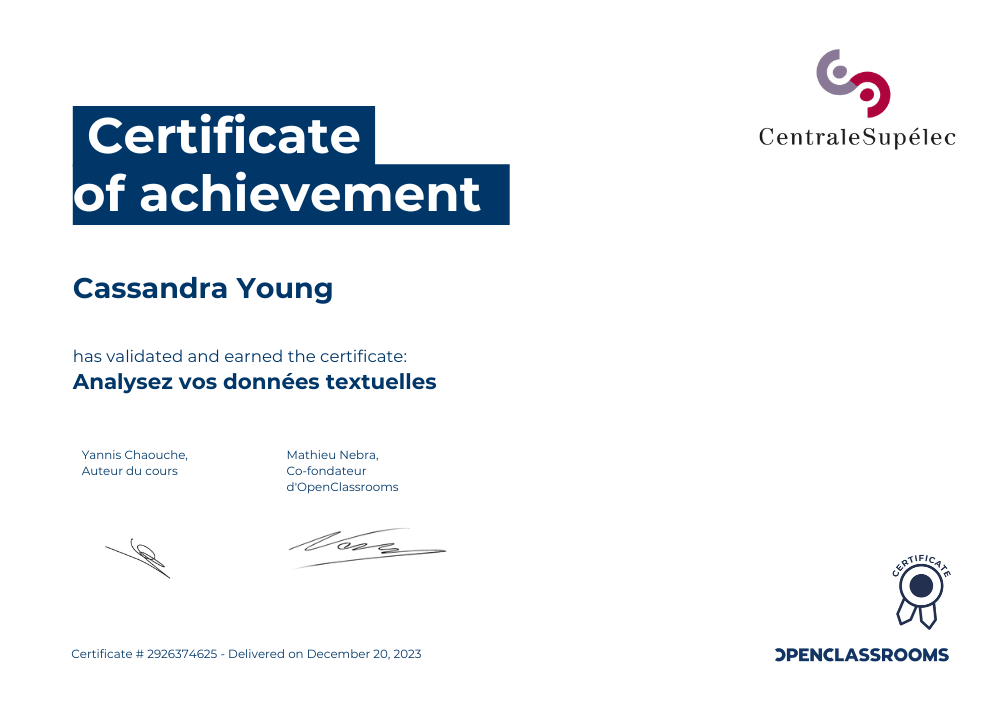 Certificate
of achievement
CentraleSupélec
Cassandra Young
has validated and earned the certificate:
Analysez vos données textuelles
Yannis Chaouche,
Auteur du cours
Mathieu Nebra,
Co-fondateur
d'OpenClassrooms
CERTIFICATE
Certificate # 2926374625 - Delivered on December 20, 2023
OPENCLASSROOMS